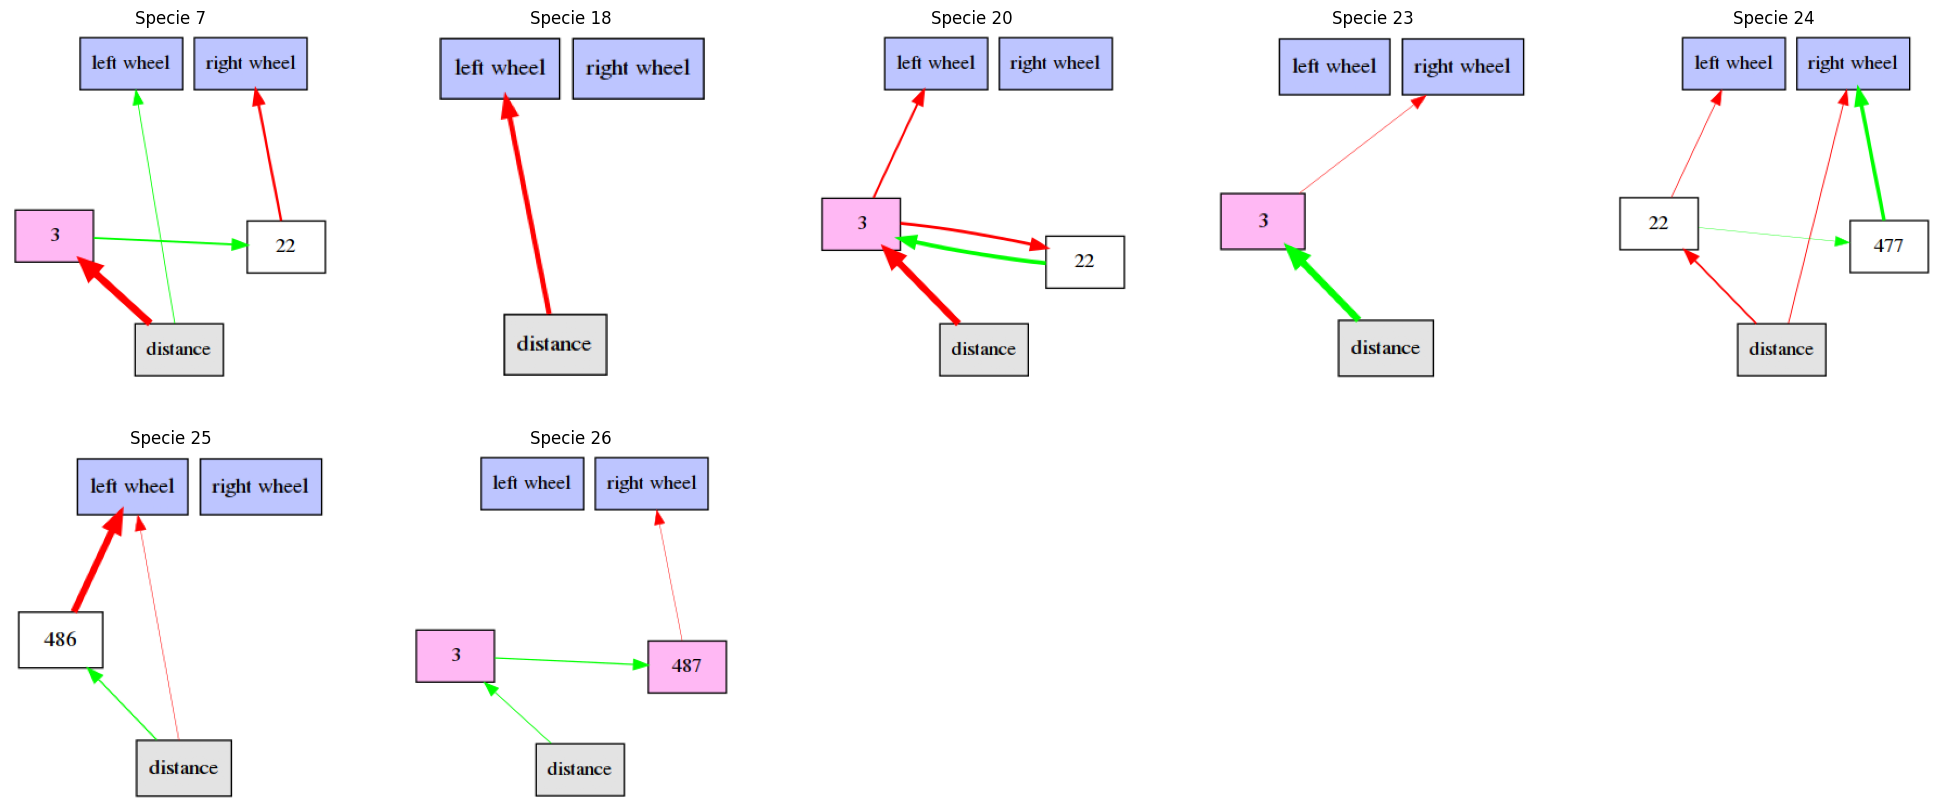 Specie 7
left wheel
right wheel
3
22
distance
Specie 18
left wheel
right wheel
distance
Specie 20
left wheel
right wheel
3
22
distance
Specie 23
left wheel
right wheel
3
distance
Specie 24
left wheel
right wheel
22
477
distance
Specie 25
left wheel
right wheel
486
distance
Specie 26
left wheel
right wheel
3
487
distance